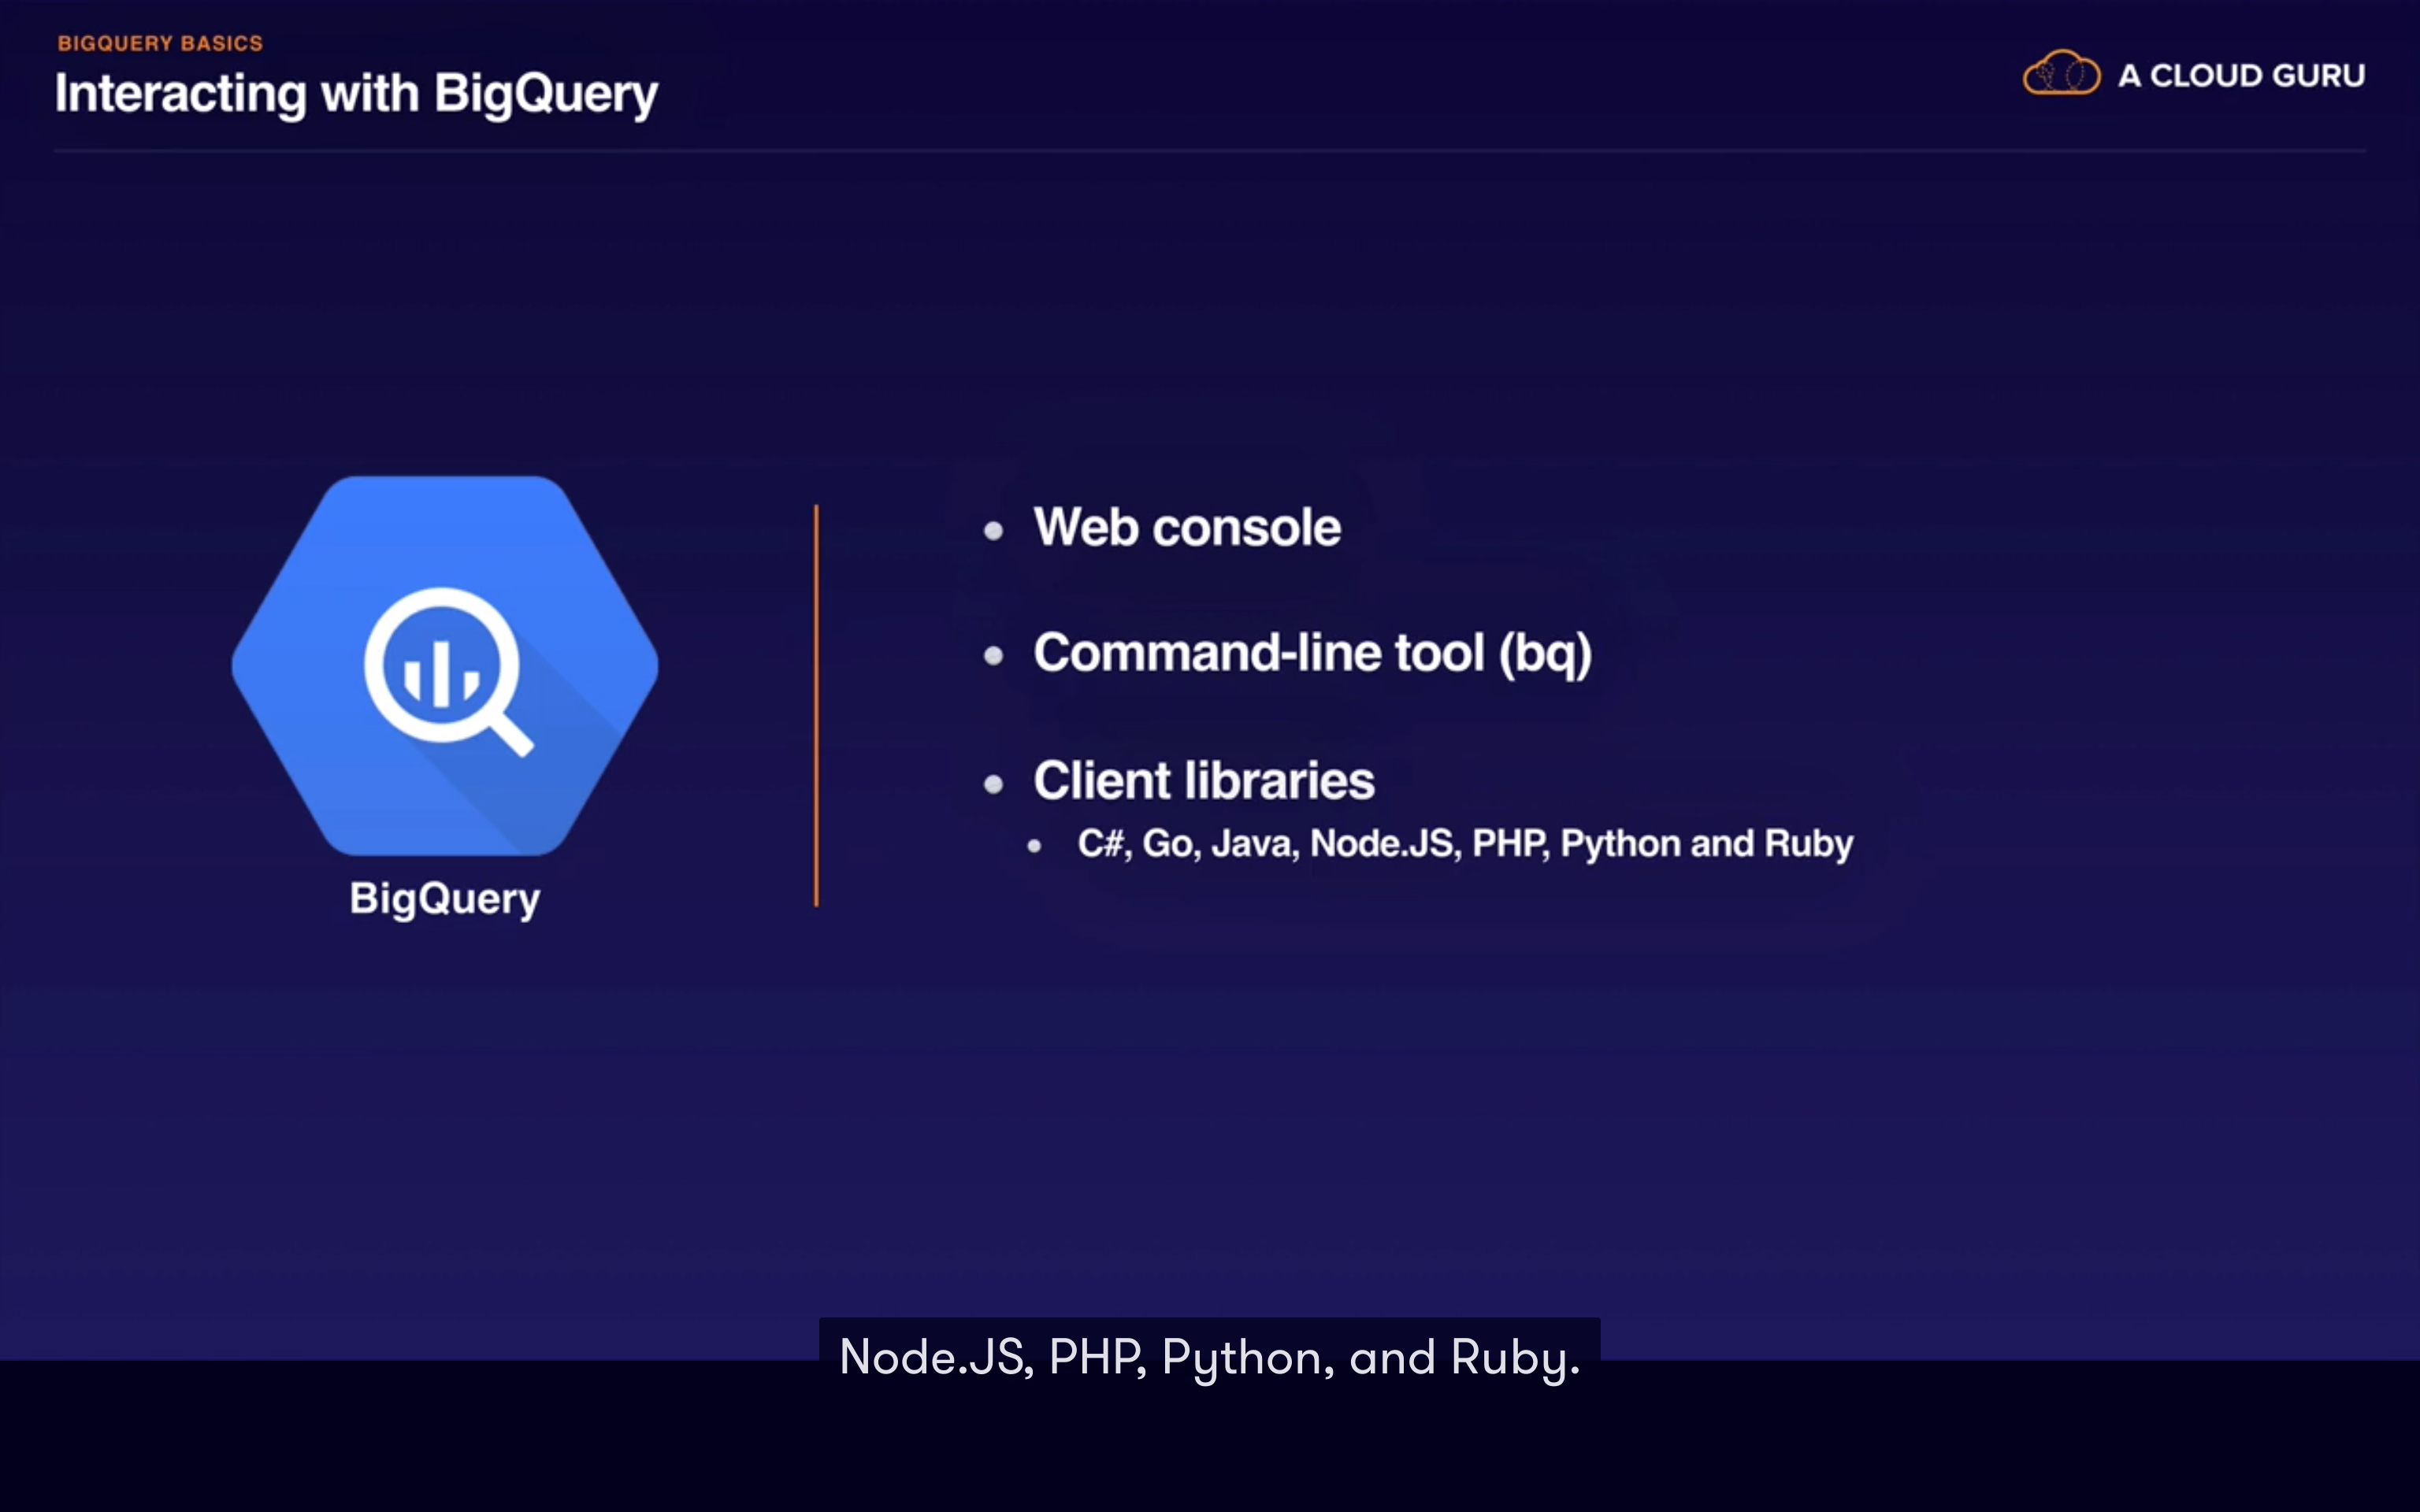 BIGQUERY BASICS
Interacting with BigQuery
A CLOUD GURU
Web console
Command-line tool (bq)
Client libraries
C#, Go, Java, Node.JS, PHP, Python and Ruby
BigQuery
Node.JS, PHP, Python, and Ruby.